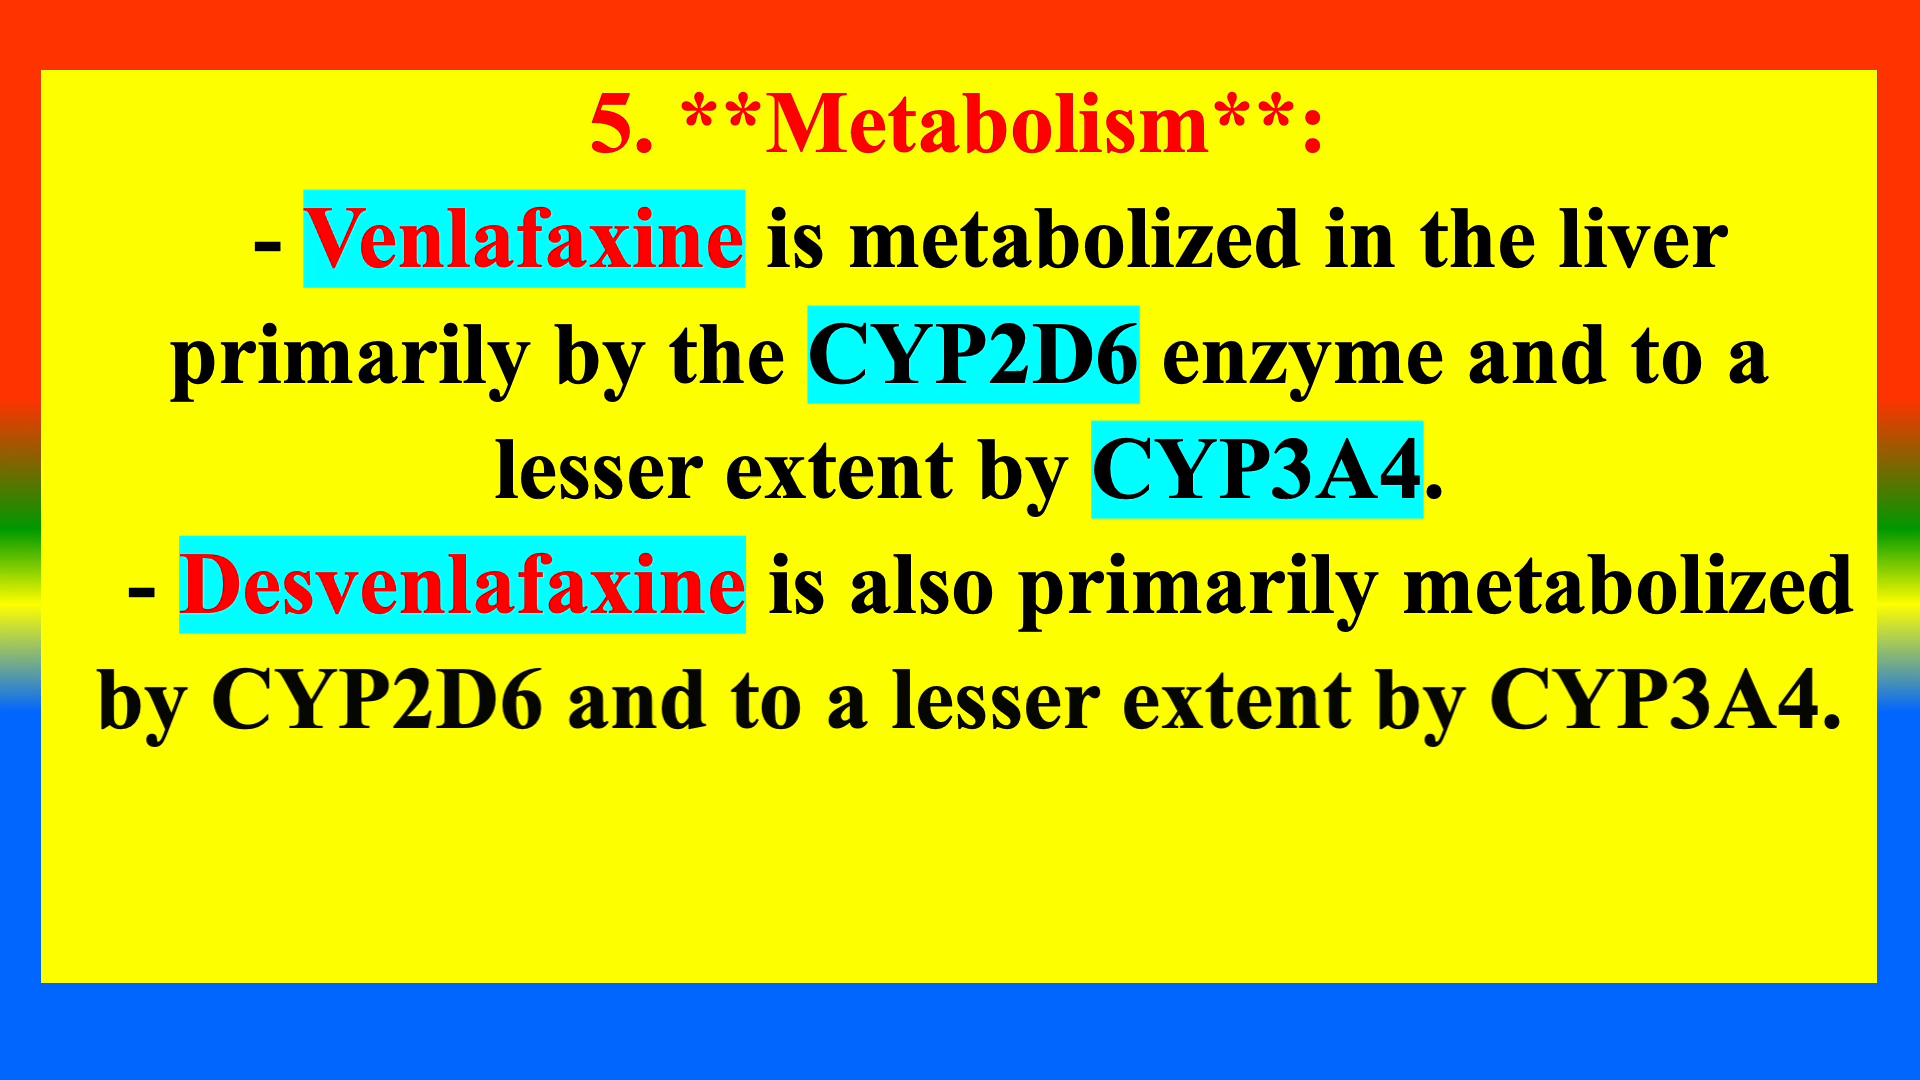 5. **Metabolism**:
- Venlafaxine is metabolized in the liver
primarily by the CYP2D6 enzyme and to a
lesser extent by CYP3A4.
- Desvenlafaxine is also primarily metabolized
by CYP2D6 and to a lesser extent by CYP3A4.